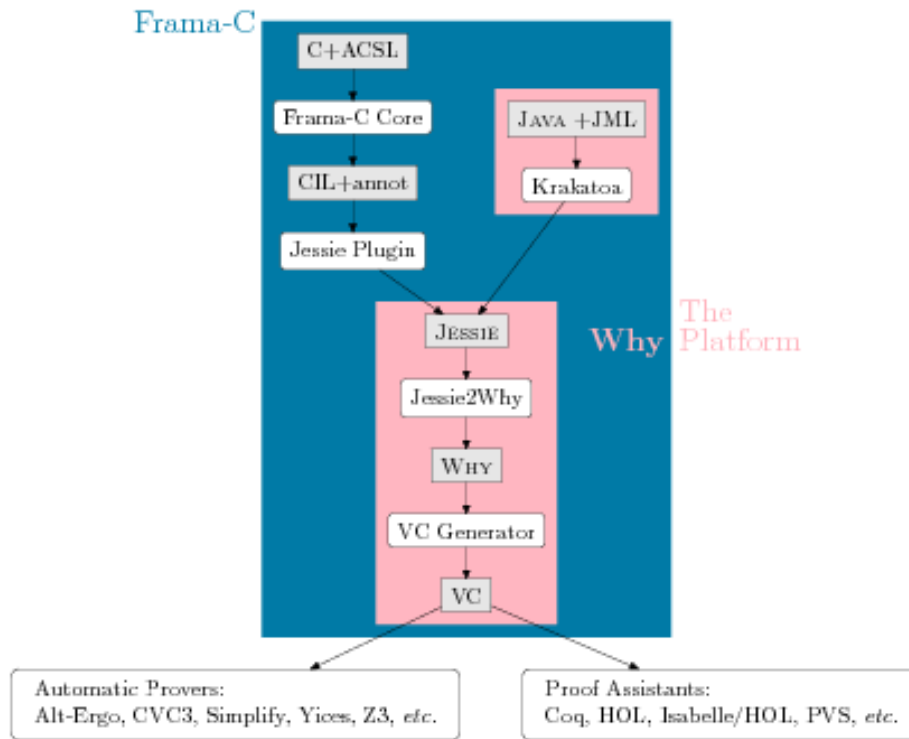 Frama-C
C+ACSL
Frama-C Core
JAVA +JML
CIL+annot
Krakatoa
Jessie Plugin
The
Why Platform
JESSIE
Jessie2Why
WHY
VC Generator
VC
Automatic Provers:
Alt-Ergo, CVC3, Simplify, Yices, Z3, etc.
Proof Assistants:
Coq, HOL, Isabelle/HOL, PVS, etc.